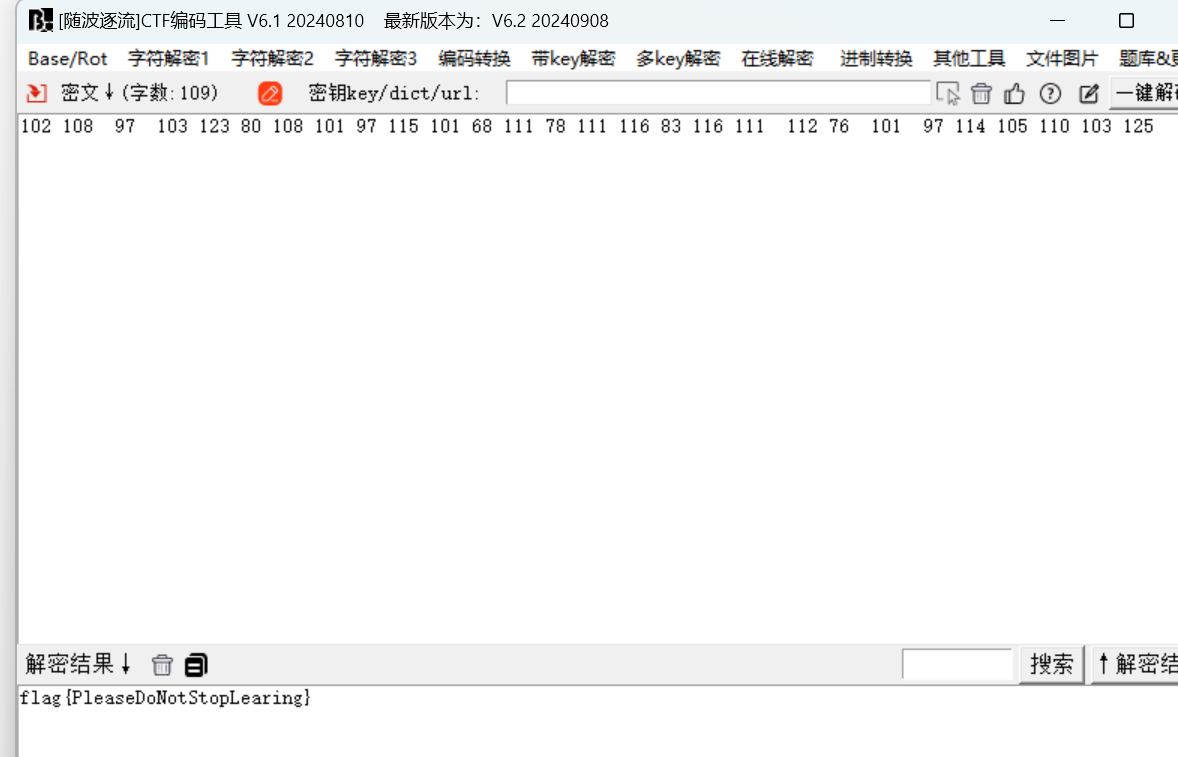 [随波逐流]CTF编码工具 V6.1 20240810 最新版本为：V6.2 20240908
Base/Rot 字符解密1 字符解密2 字符解密3 编码转换 带key解密 多key解密 在线解密 进制转换 其他工具 文件图片 题库&
密文↓(字数:109) 密钥key/dict/url: 一键解
102 108 97 103 123 80 108 101 97 115 101 68 111 78 111 116 83 116 111 112 76 101 97 114 105 110 103 125
解密结果↓ 搜索 ↑解密结
flag{PleaseDoNotStopLearing}